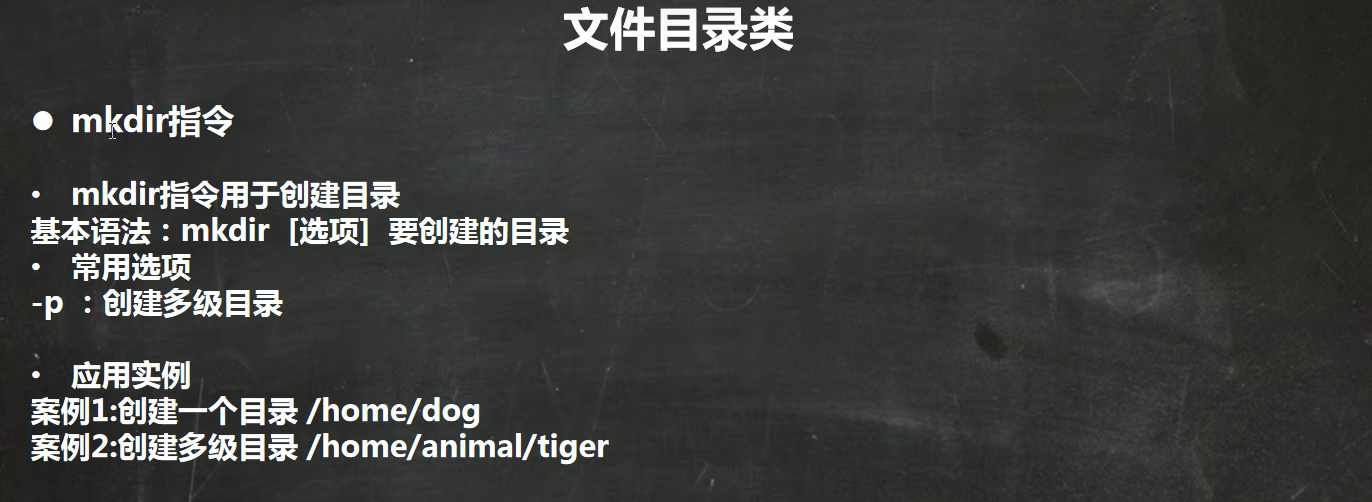 文件目录类
● mkdir指令
• mkdir指令用于创建目录
基本语法：mkdir [选项] 要创建的目录
• 常用选项
-p ：创建多级目录
• 应用实例
案例1:创建一个目录 /home/dog
案例2:创建多级目录 /home/animal/tiger